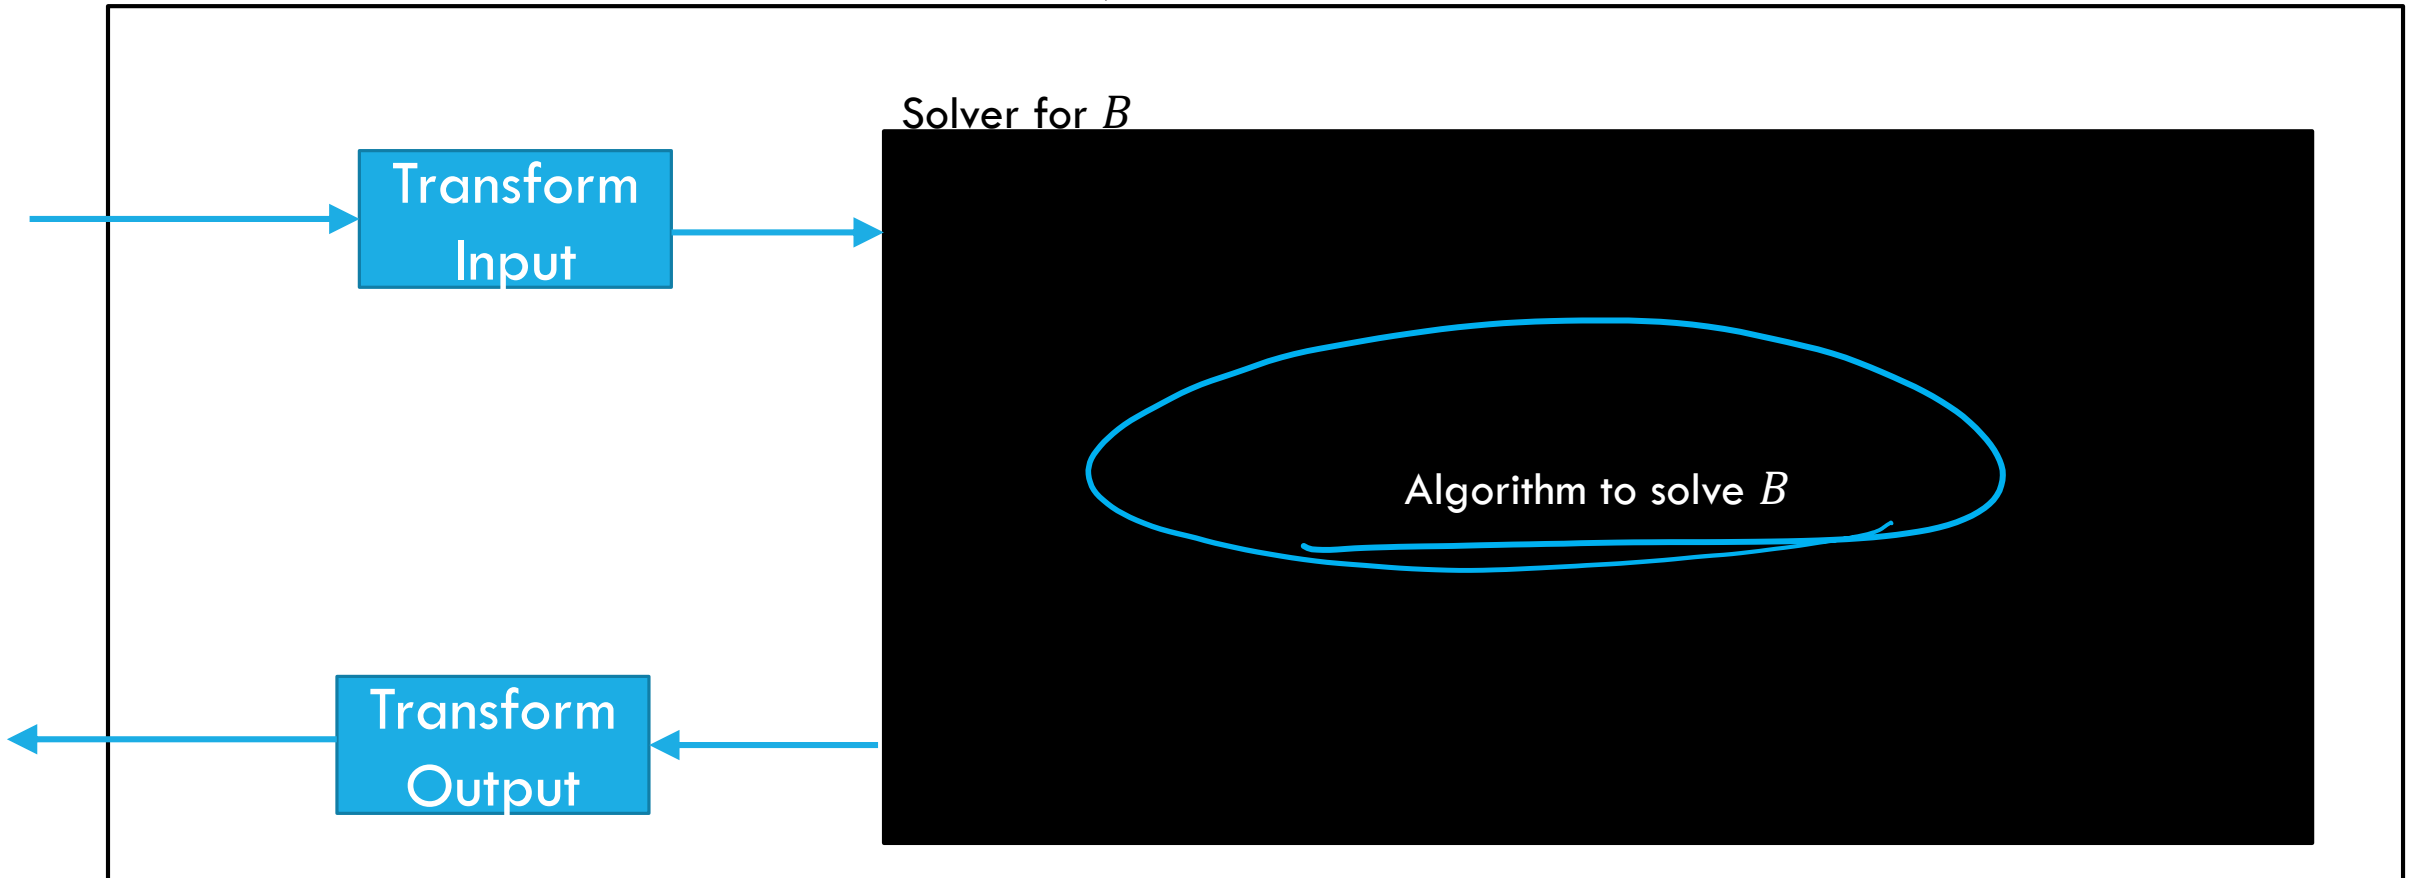 Solver for B
Transform
Input
Algorithm to solve B
Transform
Output